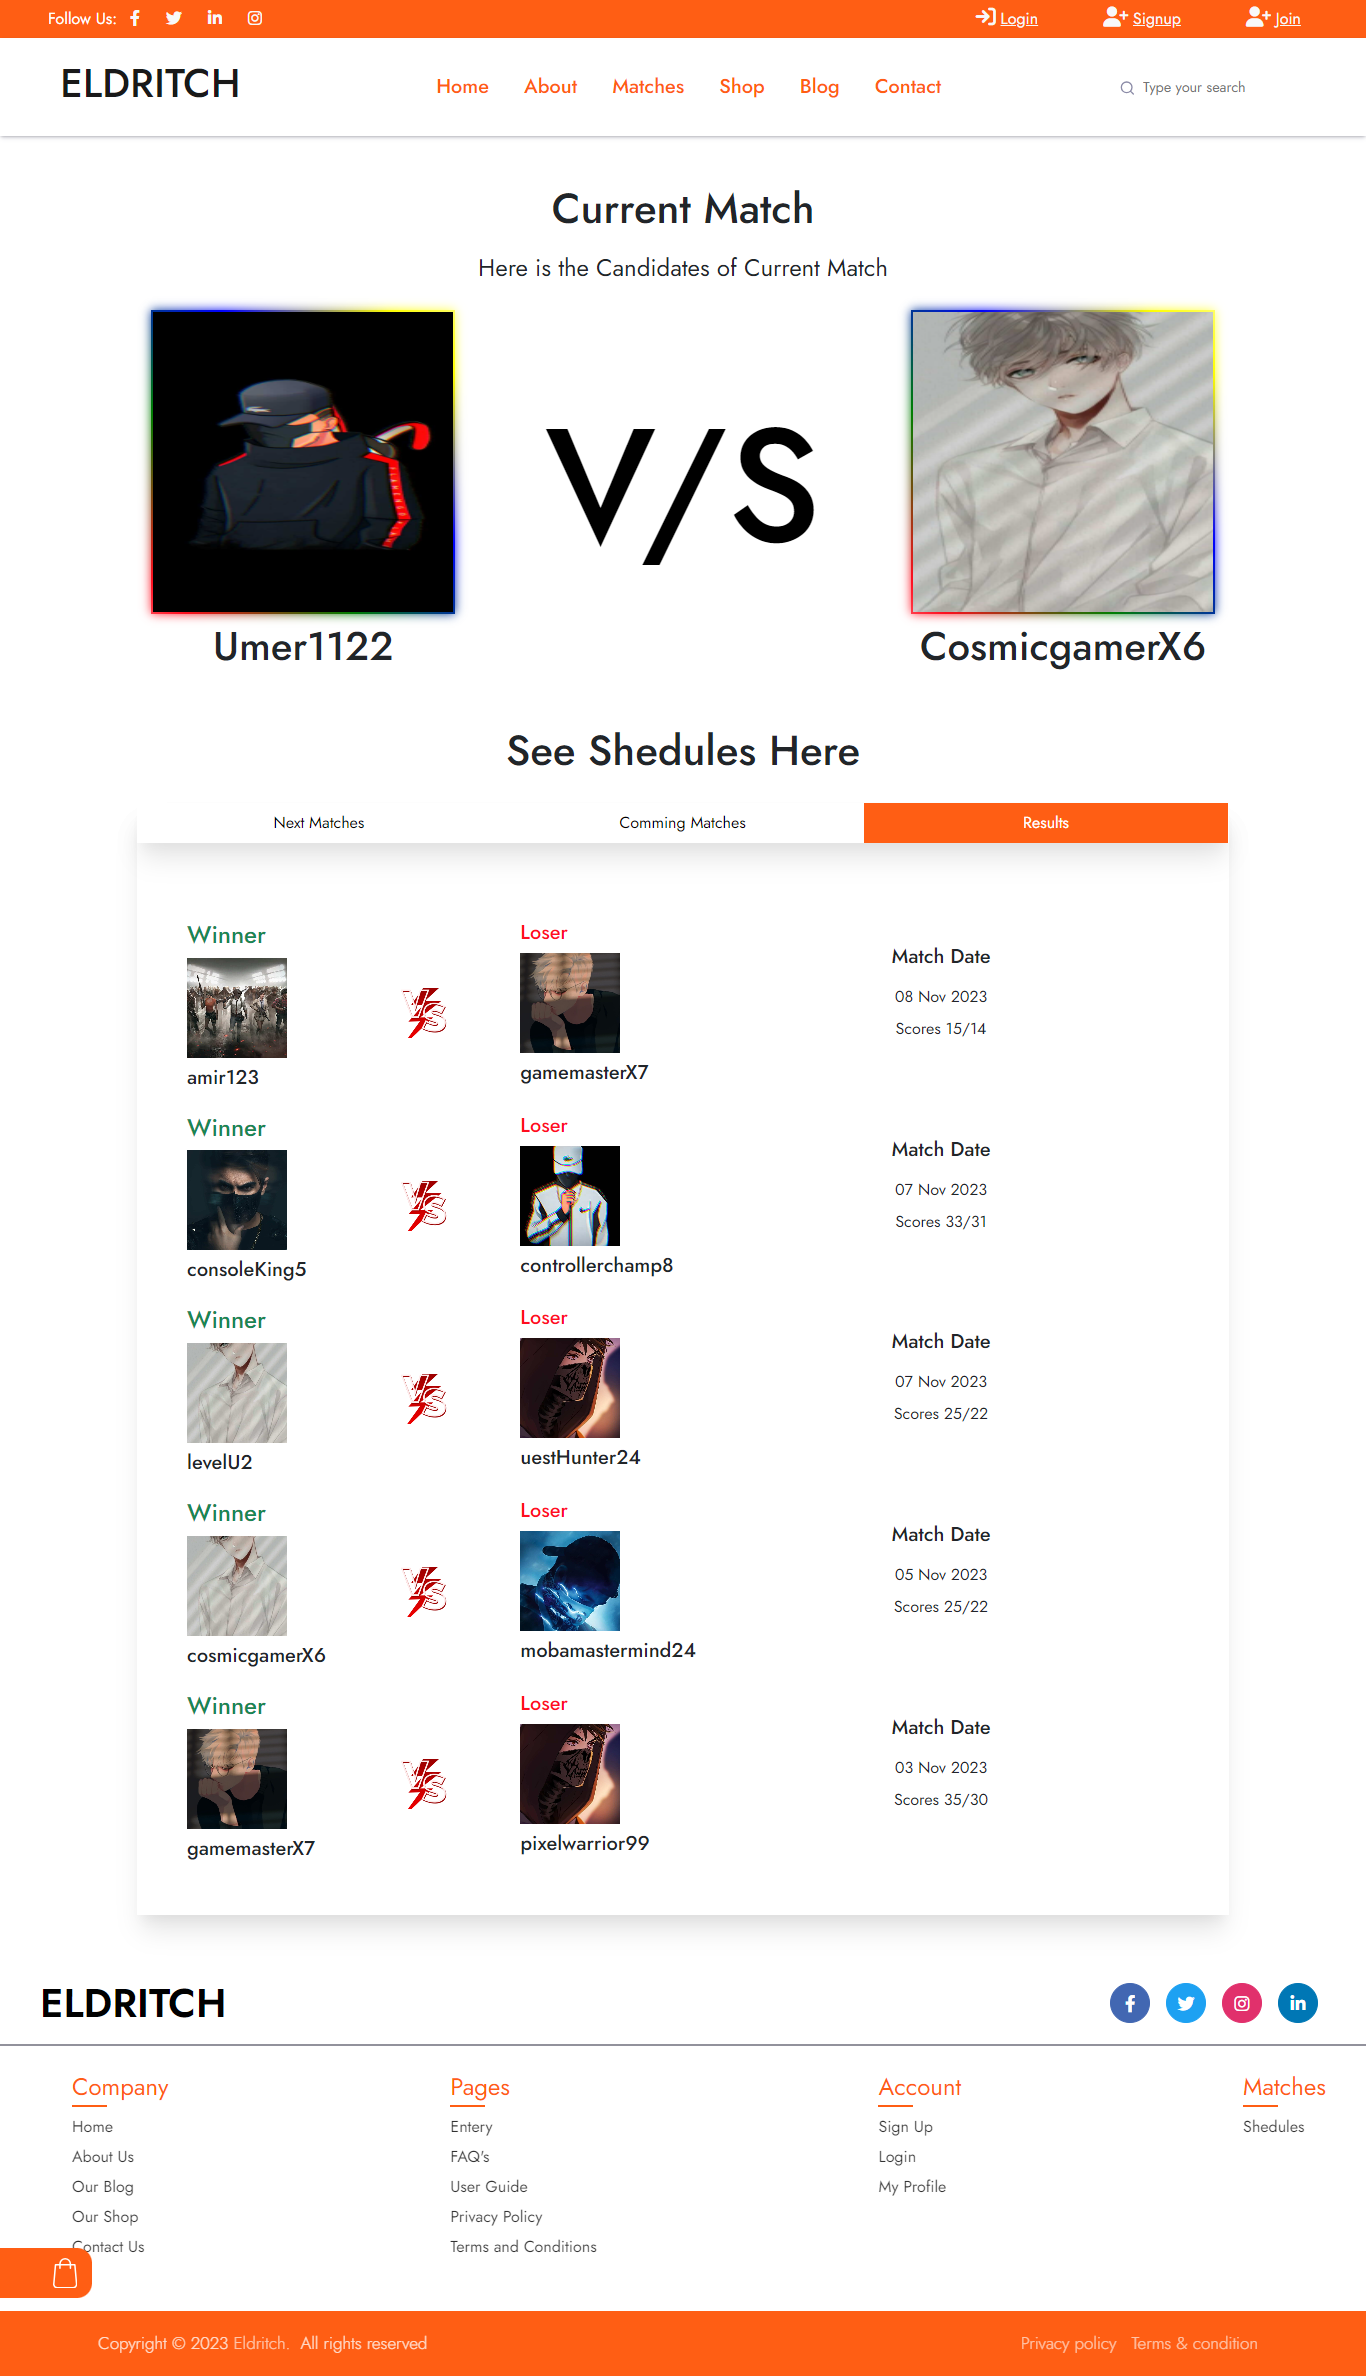 Follow Us:
Login Signup Join
ELDRITCH
Home About Matches Shop Blog Contact
Type your search
Current Match
Here is the Candidates of Current Match
V/S
Umer1122
CosmicgamerX6
See Shedules Here
Next Matches Comming Matches Results
Winner
amir123
VS
Loser
gamemasterX7
Match Date
08 Nov 2023
Scores 15/14
Winner
consoleKing5
VS
Loser
controllerchamp8
Match Date
07 Nov 2023
Scores 33/31
Winner
levelU2
VS
Loser
uestHunter24
Match Date
07 Nov 2023
Scores 25/22
Winner
cosmicgamerX6
VS
Loser
mobamastermind24
Match Date
05 Nov 2023
Scores 25/22
Winner
gamemasterX7
VS
Loser
pixelwarrior99
Match Date
03 Nov 2023
Scores 35/30
ELDRITCH
Company
Home
About Us
Our Blog
Our Shop
Contact Us
Pages
Entery
FAQ's
User Guide
Privacy Policy
Terms and Conditions
Account
Sign Up
Login
My Profile
Matches
Shedules
Copyright © 2023 Eldritch. All rights reserved
Privacy policy Terms & condition